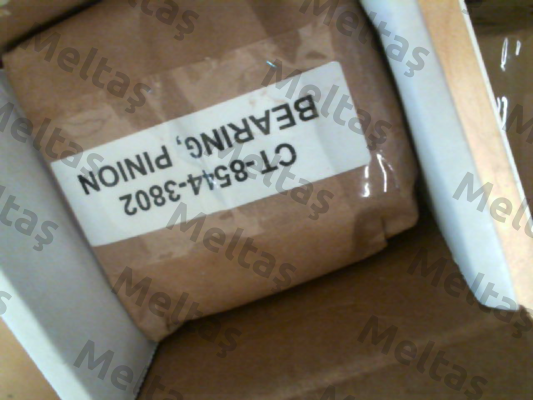 CT-8544-3802
BEARING, PINION
Meltaş